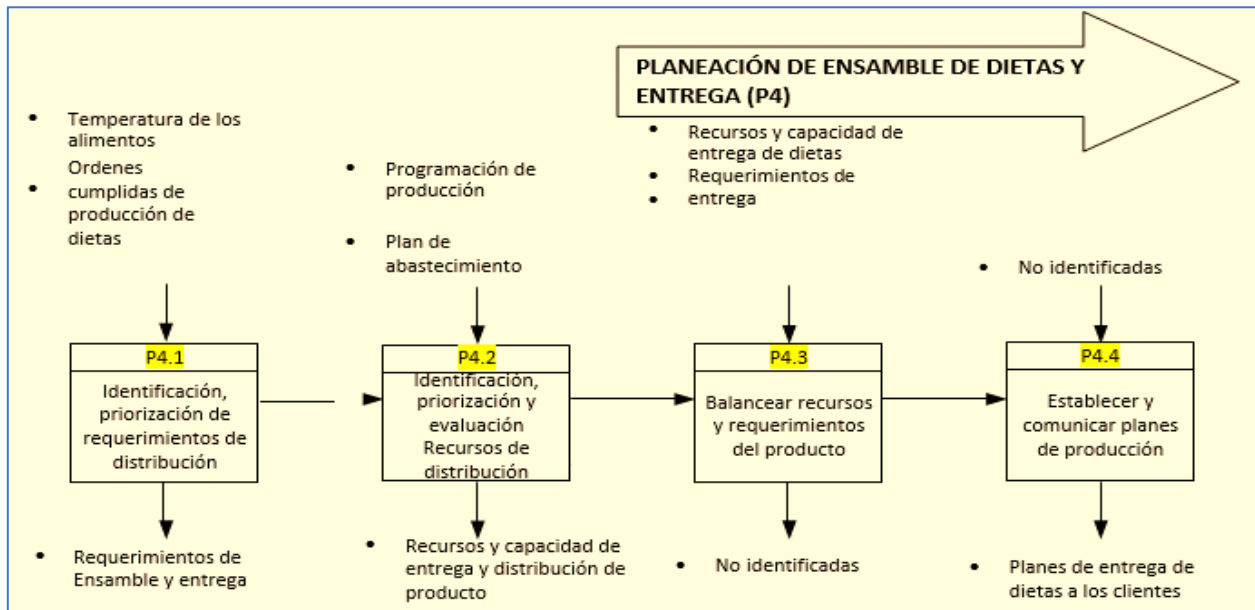 PLANEACIÓN DE ENSAMBLE DE DIETAS Y
ENTREGA (P4)
• Temperatura de los
alimentos
Ordenes
• cumplidas de
producción de
dietas
• Programación de
producción
• Plan de
abastecimiento
• Recursos y capacidad de
entrega de dietas
• Requerimientos de
• entrega
• No identificadas
P4.1
Identificación,
priorización de
requerimientos de
distribución
P4.2
Identificación,
priorización y
evaluación
Recursos de
distribución
P4.3
Balancear recursos
y requerimientos
del producto
P4.4
Establecer y
comunicar planes
de producción
• Requerimientos de
Ensamble y entrega
• Recursos y capacidad de
entrega y distribución de
producto
• No identificadas
• Planes de entrega de
dietas a los clientes